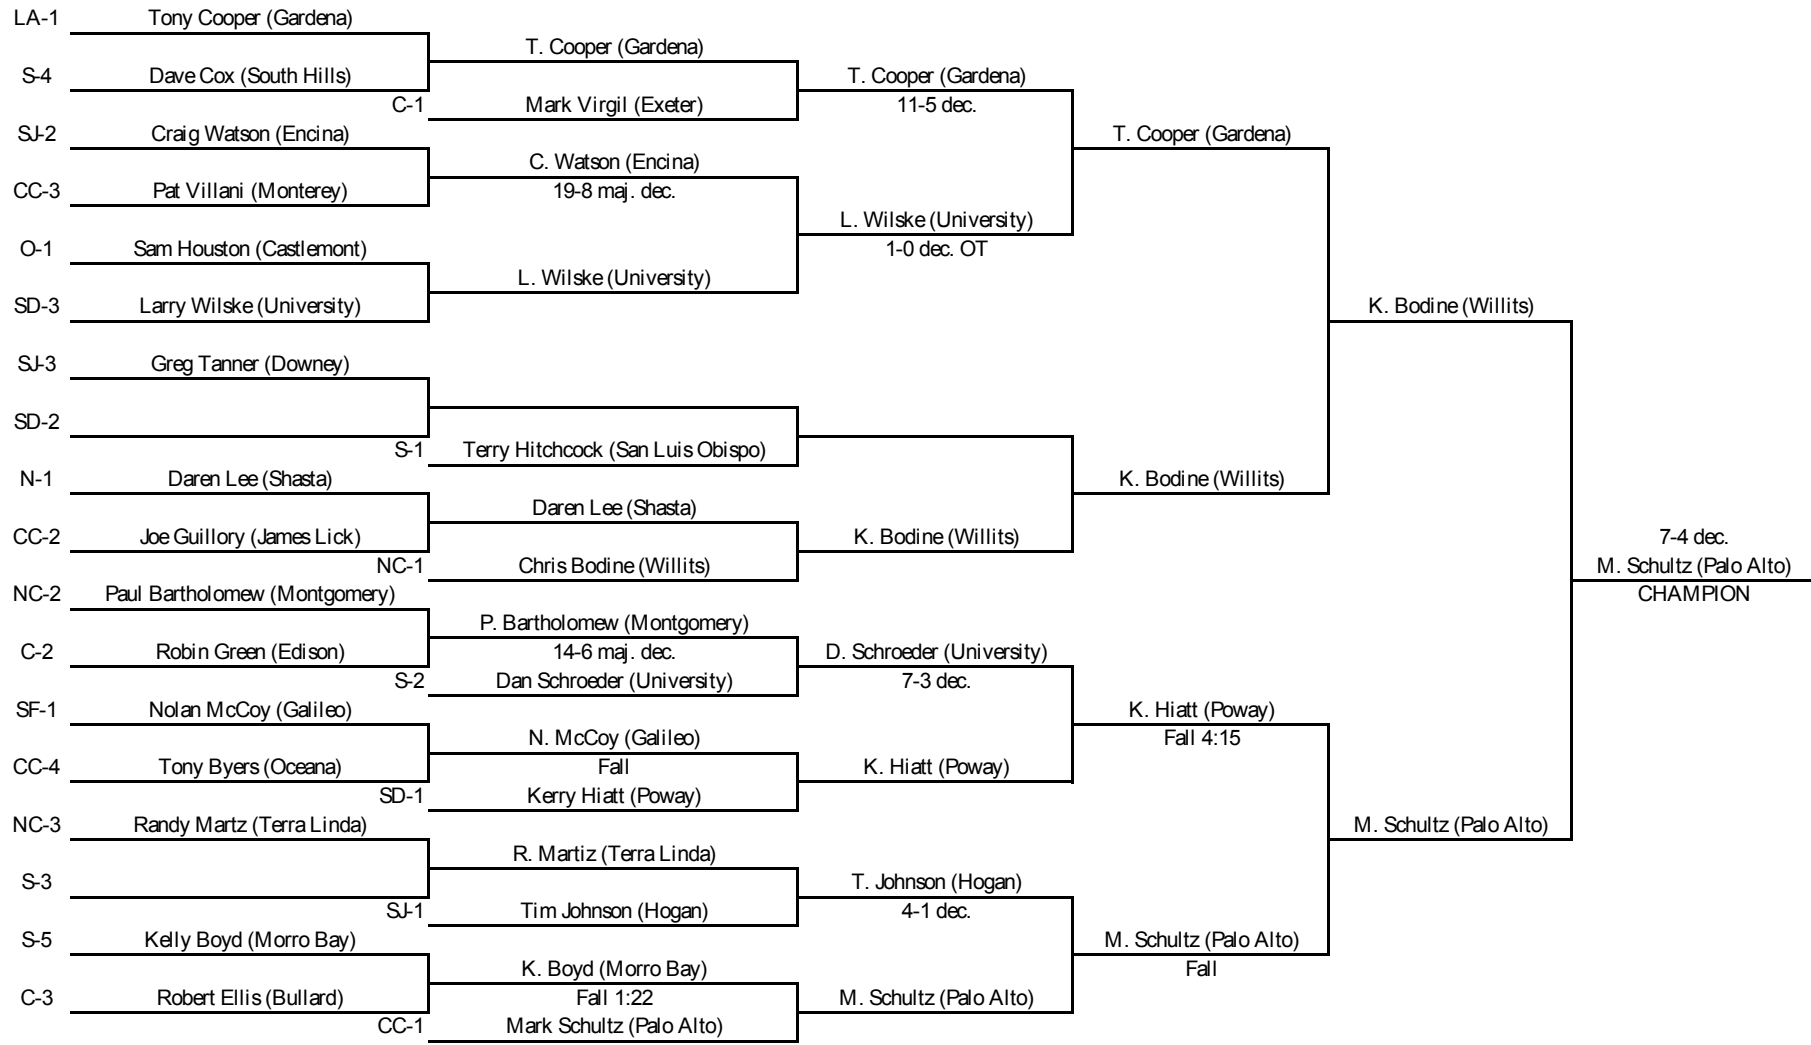 LA-1 Tony Cooper (Gardena)
T. Cooper (Gardena)
S-4 Dave Cox (South Hills) T. Cooper (Gardena)
C-1 Mark Virgil (Exeter) 11-5 dec.
SJ-2 Craig Watson (Encina) T. Cooper (Gardena)
C. Watson (Encina)
CC-3 Pat Villani (Monterey) 19-8 maj. dec.
L. Wilske (University)
O-1 Sam Houston (Castlemont) 1-0 dec. OT
L. Wilske (University)
SD-3 Larry Wilske (University) K. Bodine (Willits)
SJ-3 Greg Tanner (Downey)
SD-2
S-1 Terry Hitchcock (San Luis Obispo)
N-1 Daren Lee (Shasta) K. Bodine (Willits)
Daren Lee (Shasta)
CC-2 Joe Guillory (James Lick) K. Bodine (Willits) 7-4 dec.
NC-1 Chris Bodine (Willits) M. Schultz (Palo Alto)
NC-2 Paul Bartholomew (Montgomery) CHAMPION
P. Bartholomew (Montgomery)
C-2 Robin Green (Edison) 14-6 maj. dec. D. Schroeder (University)
S-2 Dan Schroeder (University) 7-3 dec.
SF-1 Nolan McCoy (Galileo) K. Hiatt (Poway)
N. McCoy (Galileo) Fall 4:15
CC-4 Tony Byers (Oceana) Fall K. Hiatt (Poway)
SD-1 Kerry Hiatt (Poway)
NC-3 Randy Martz (Terra Linda) M. Schultz (Palo Alto)
R. Martiz (Terra Linda)
S-3 T. Johnson (Hogan)
SJ-1 Tim Johnson (Hogan) 4-1 dec.
S-5 Kelly Boyd (Morro Bay) M. Schultz (Palo Alto)
K. Boyd (Morro Bay) Fall
C-3 Robert Ellis (Bullard) Fall 1:22 M. Schultz (Palo Alto)
CC-1 Mark Schultz (Palo Alto)